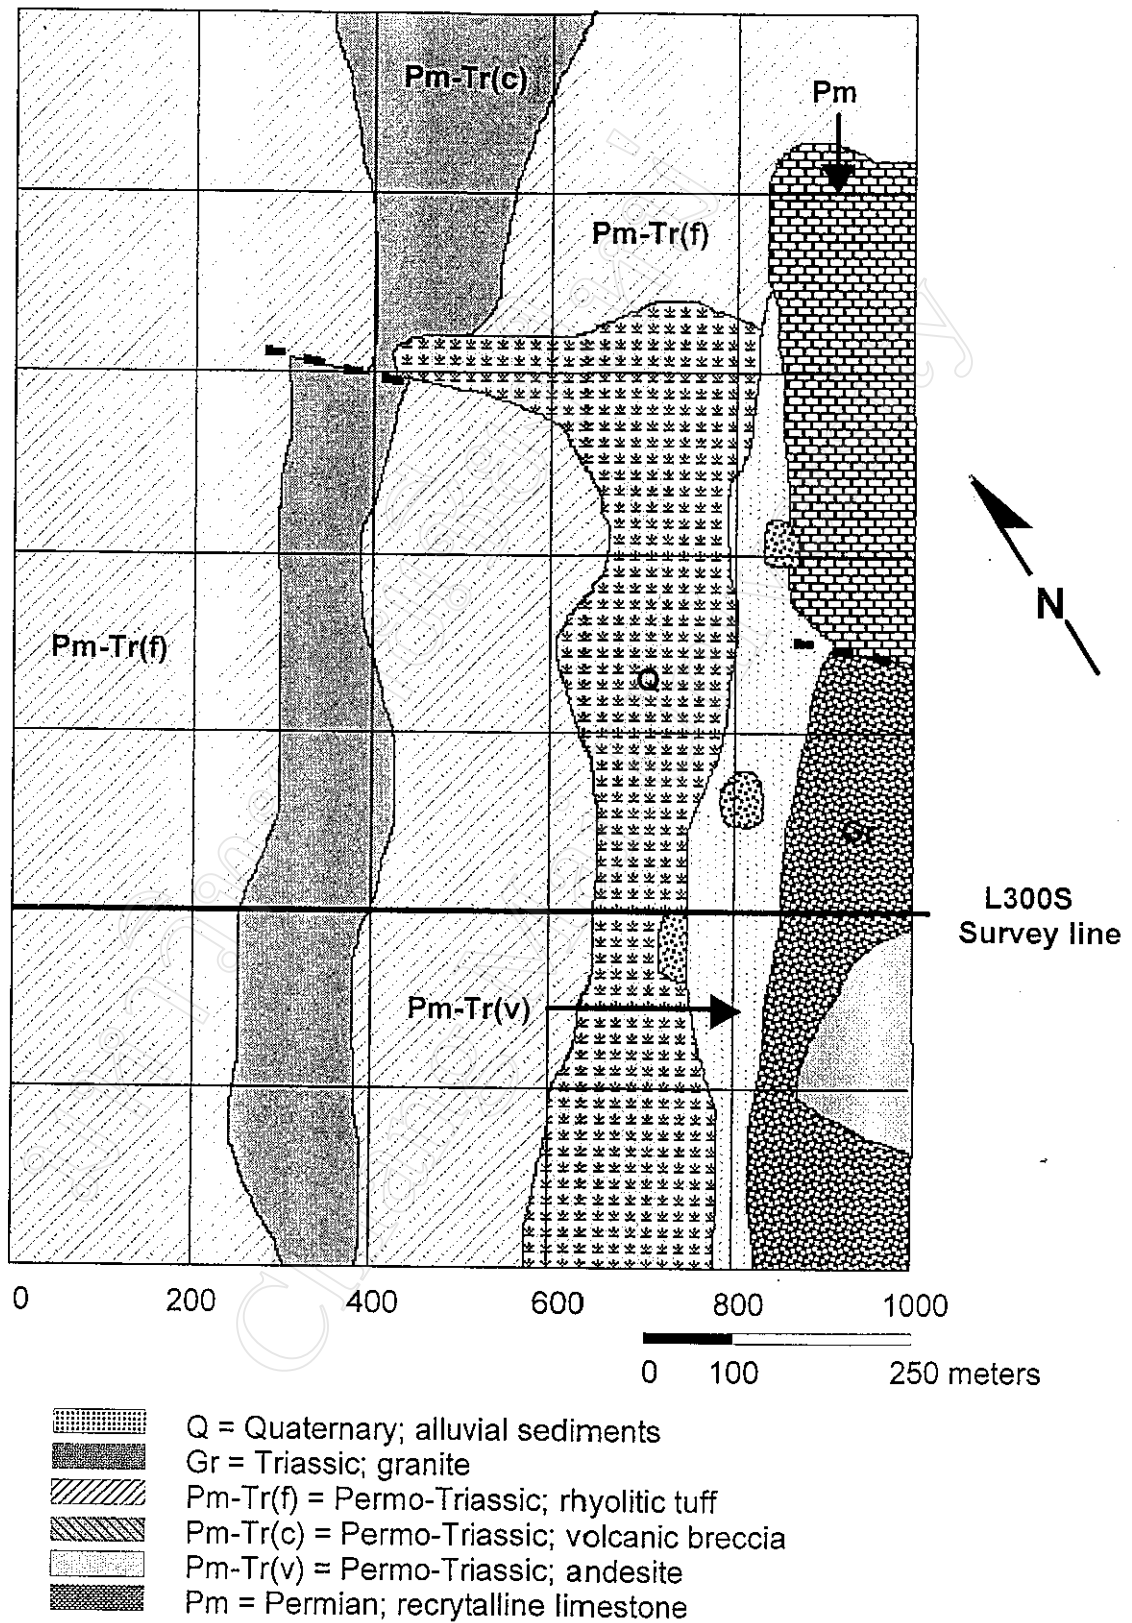 Pm-Tr(c)
Pm
Pm-Tr(f)
N
Pm-Tr(f)
Q
Gr
L300S
Survey line
Pm-Tr(v)
0 200 400 600 800 1000
0 100 250 meters
Q = Quaternary; alluvial sediments
Gr = Triassic; granite
Pm-Tr(f) = Permo-Triassic; rhyolitic tuff
Pm-Tr(c) = Permo-Triassic; volcanic breccia
Pm-Tr(v) = Permo-Triassic; andesite
Pm = Permian; recrytalline limestone